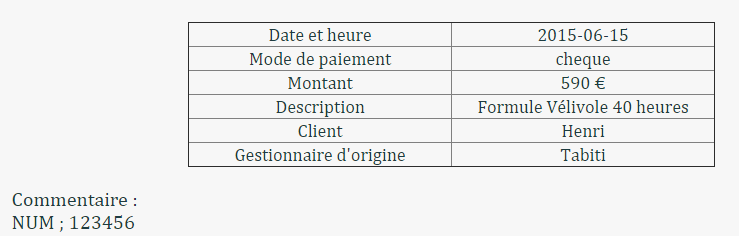 Date et heure 2015-06-15
Mode de paiement cheque
Montant 590 €
Description Formule Vélivole 40 heures
Client Henri
Gestionnaire d'origine Tabiti
Commentaire :
NUM ; 123456